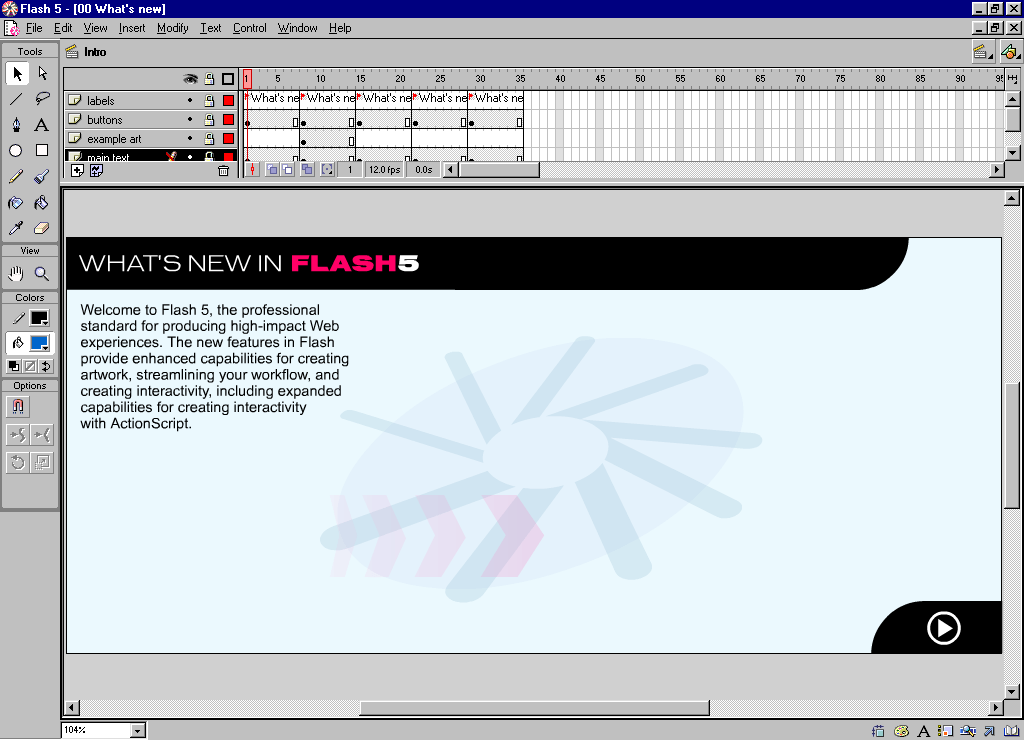 Flash 5 - [00 What's new]
File Edit View Insert Modify Text Control Window Help
Tools
Intro
1 5 10 15 20 25 30 35 40 45 50 55 60 65 70 75 80 85 90 95
labels
What's ne What's ne What's ne What's ne What's ne
buttons
example art
main text
1 12.0 fps 0.0s
View
Colors
Options
WHAT'S NEW IN FLASH5
Welcome to Flash 5, the professional
standard for producing high-impact Web
experiences. The new features in Flash
provide enhanced capabilities for creating
artwork, streamlining your workflow, and
creating interactivity, including expanded
capabilities for creating interactivity
with ActionScript.
104%